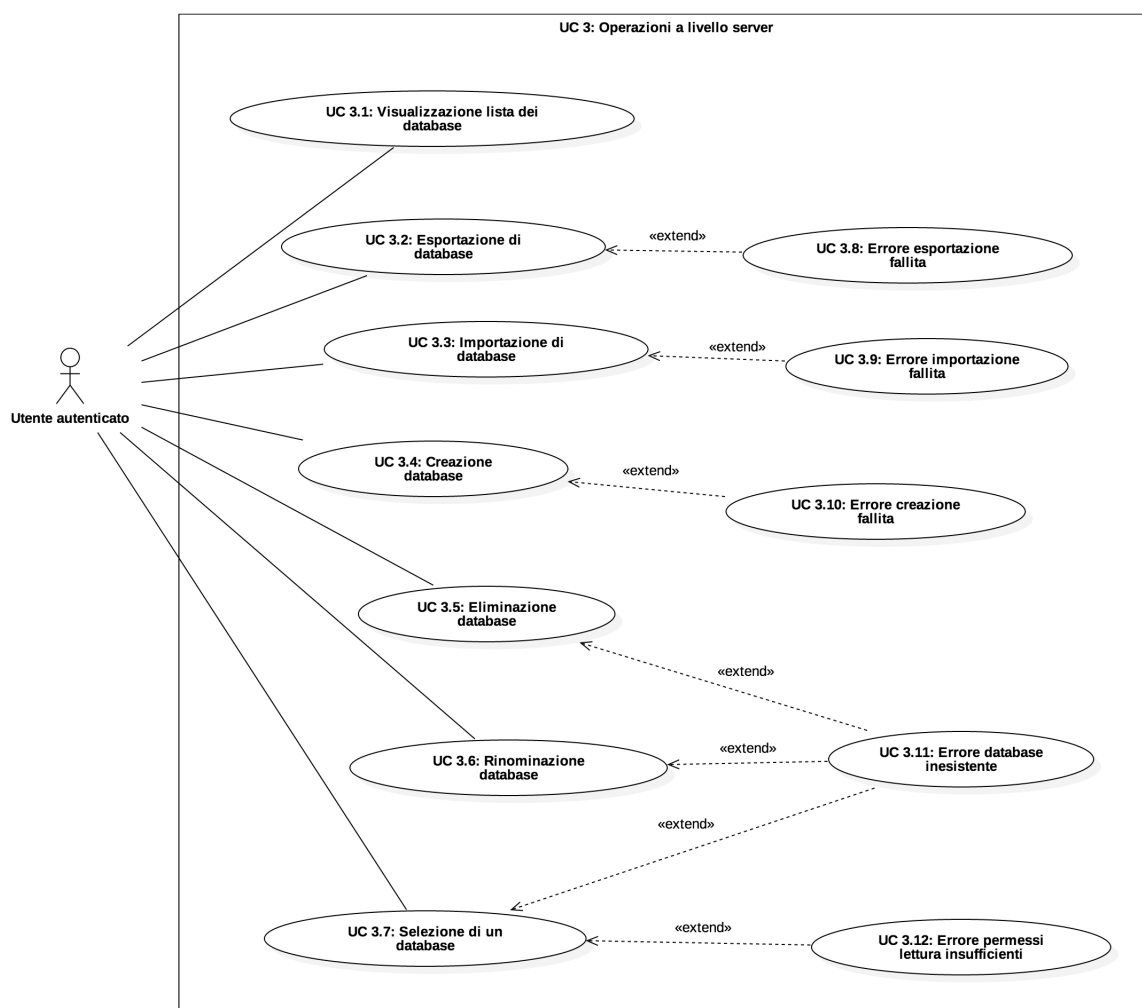 UC 3: Operazioni a livello server
UC 3.1: Visualizzazione lista dei
database
UC 3.2: Esportazione di
database
«extend»
UC 3.8: Errore esportazione
fallita
UC 3.3: Importazione di
database
«extend»
UC 3.9: Errore importazione
fallita
Utente autenticato
UC 3.4: Creazione
database
«extend»
UC 3.10: Errore creazione
fallita
UC 3.5: Eliminazione
database
«extend»
UC 3.6: Rinominazione
database
«extend»
UC 3.11: Errore database
inesistente
«extend»
UC 3.7: Selezione di un
database
«extend»
UC 3.12: Errore permessi
lettura insufficienti